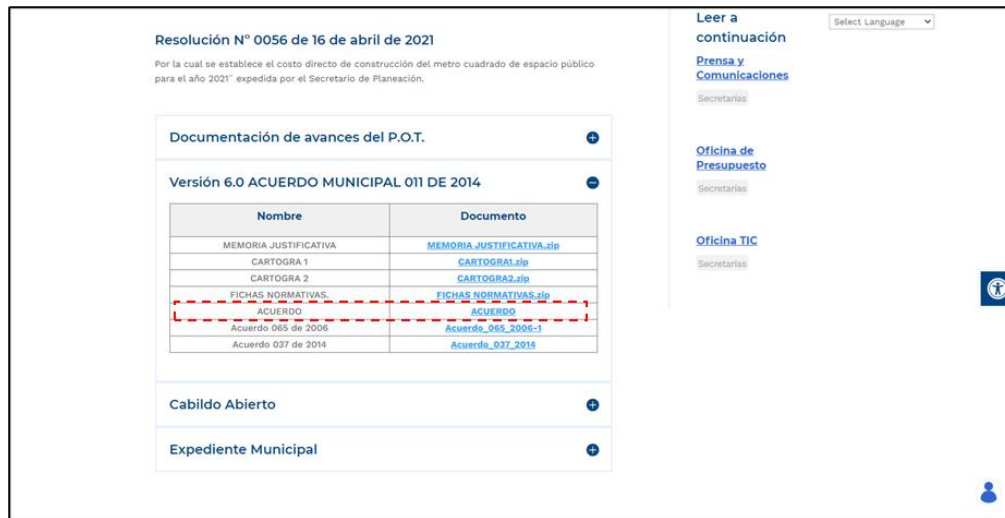 Resolución N° 0056 de 16 de abril de 2021
Por la cual se establece el costo directo de construcción del metro cuadrado de espacio público
para el año 2021¨ expedida por el Secretario de Planeación.
Documentación de avances del P.O.T.
Versión 6.0 ACUERDO MUNICIPAL 011 DE 2014
Nombre Documento
MEMORIA JUSTIFICATIVA MEMORIA JUSTIFICATIVA.zip
CARTOGRA 1 CARTOGRA1.zip
CARTOGRA 2 CARTOGRA2.zip
FICHAS NORMATIVAS. FICHAS NORMATIVAS.zip
ACUERDO ACUERDO
Acuerdo 065 de 2006 Acuerdo_065_2006-1
Acuerdo 037 de 2014 Acuerdo_037_2014
Cabildo Abierto
Expediente Municipal
Leer a
continuación
Prensa y
Comunicaciones
Secretarías
Oficina de
Presupuesto
Secretarías
Oficina TIC
Secretarías
Select Language